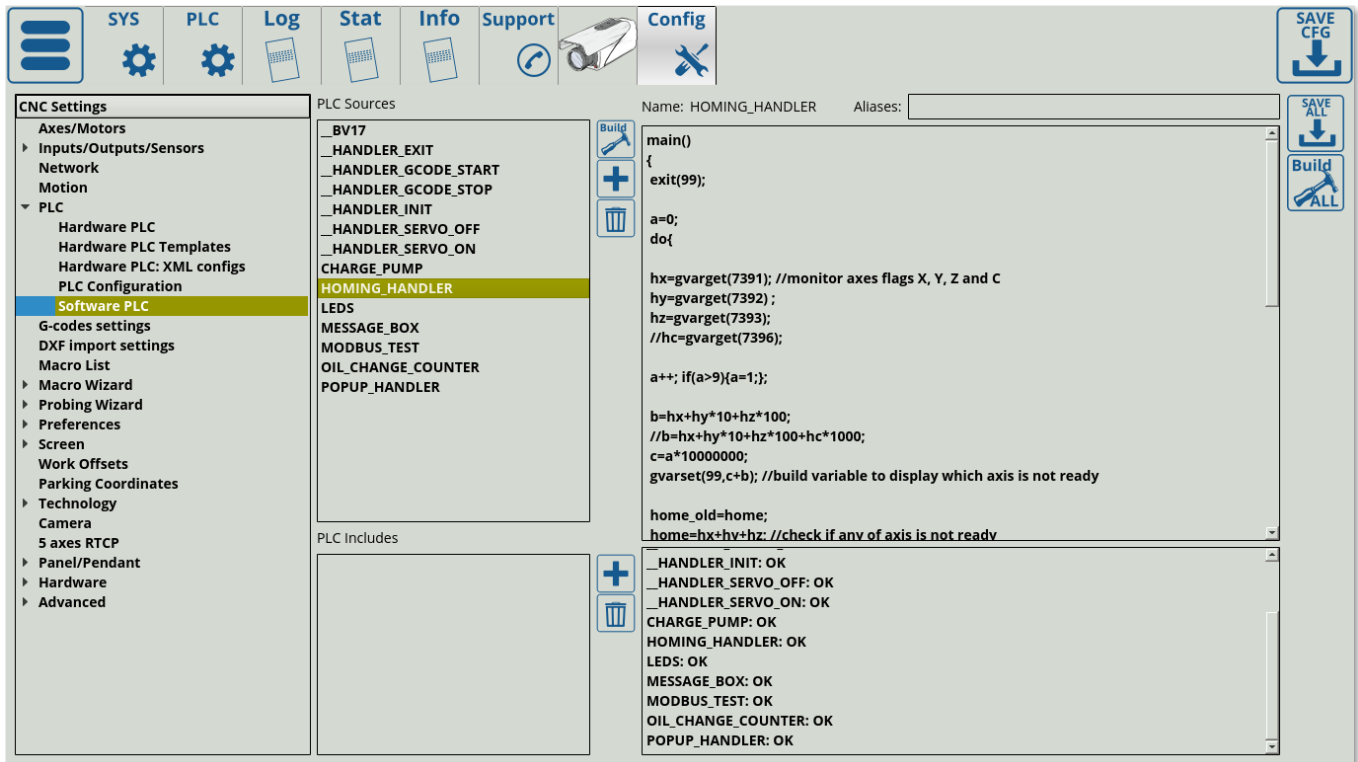 SYS PLC Log Stat Info Support Config
SAVE CFG
CNC Settings
Axes/Motors
Inputs/Outputs/Sensors
Network
Motion
PLC
Hardware PLC
Hardware PLC Templates
Hardware PLC: XML configs
PLC Configuration
Software PLC
G-codes settings
DXF import settings
Macro List
Macro Wizard
Probing Wizard
Preferences
Screen
Work Offsets
Parking Coordinates
Technology
Camera
5 axes RTCP
Panel/Pendant
Hardware
Advanced
PLC Sources
__BV17
__HANDLER_EXIT
__HANDLER_GCODE_START
__HANDLER_GCODE_STOP
__HANDLER_INIT
__HANDLER_SERVO_OFF
__HANDLER_SERVO_ON
CHARGE_PUMP
HOMING_HANDLER
LEDS
MESSAGE_BOX
MODBUS_TEST
OIL_CHANGE_COUNTER
POPUP_HANDLER
PLC Includes
Build
Name: HOMING_HANDLER Aliases:
main()
{
exit(99);
a=0;
do{
hx=gvarget(7391); //monitor axes flags X, Y, Z and C
hy=gvarget(7392) ;
hz=gvarget(7393);
//hc=gvarget(7396);
a++; if(a>9){a=1;};
b=hx+hy*10+hz*100;
//b=hx+hy*10+hz*100+hc*1000;
c=a*10000000;
gvarset(99,c+b); //build variable to display which axis is not ready
home_old=home;
home=hx+hy+hz; //check if any of axis is not ready
__HANDLER_INIT: OK
__HANDLER_SERVO_OFF: OK
__HANDLER_SERVO_ON: OK
CHARGE_PUMP: OK
HOMING_HANDLER: OK
LEDS: OK
MESSAGE_BOX: OK
MODBUS_TEST: OK
OIL_CHANGE_COUNTER: OK
POPUP_HANDLER: OK
SAVE ALL
Build
ALL